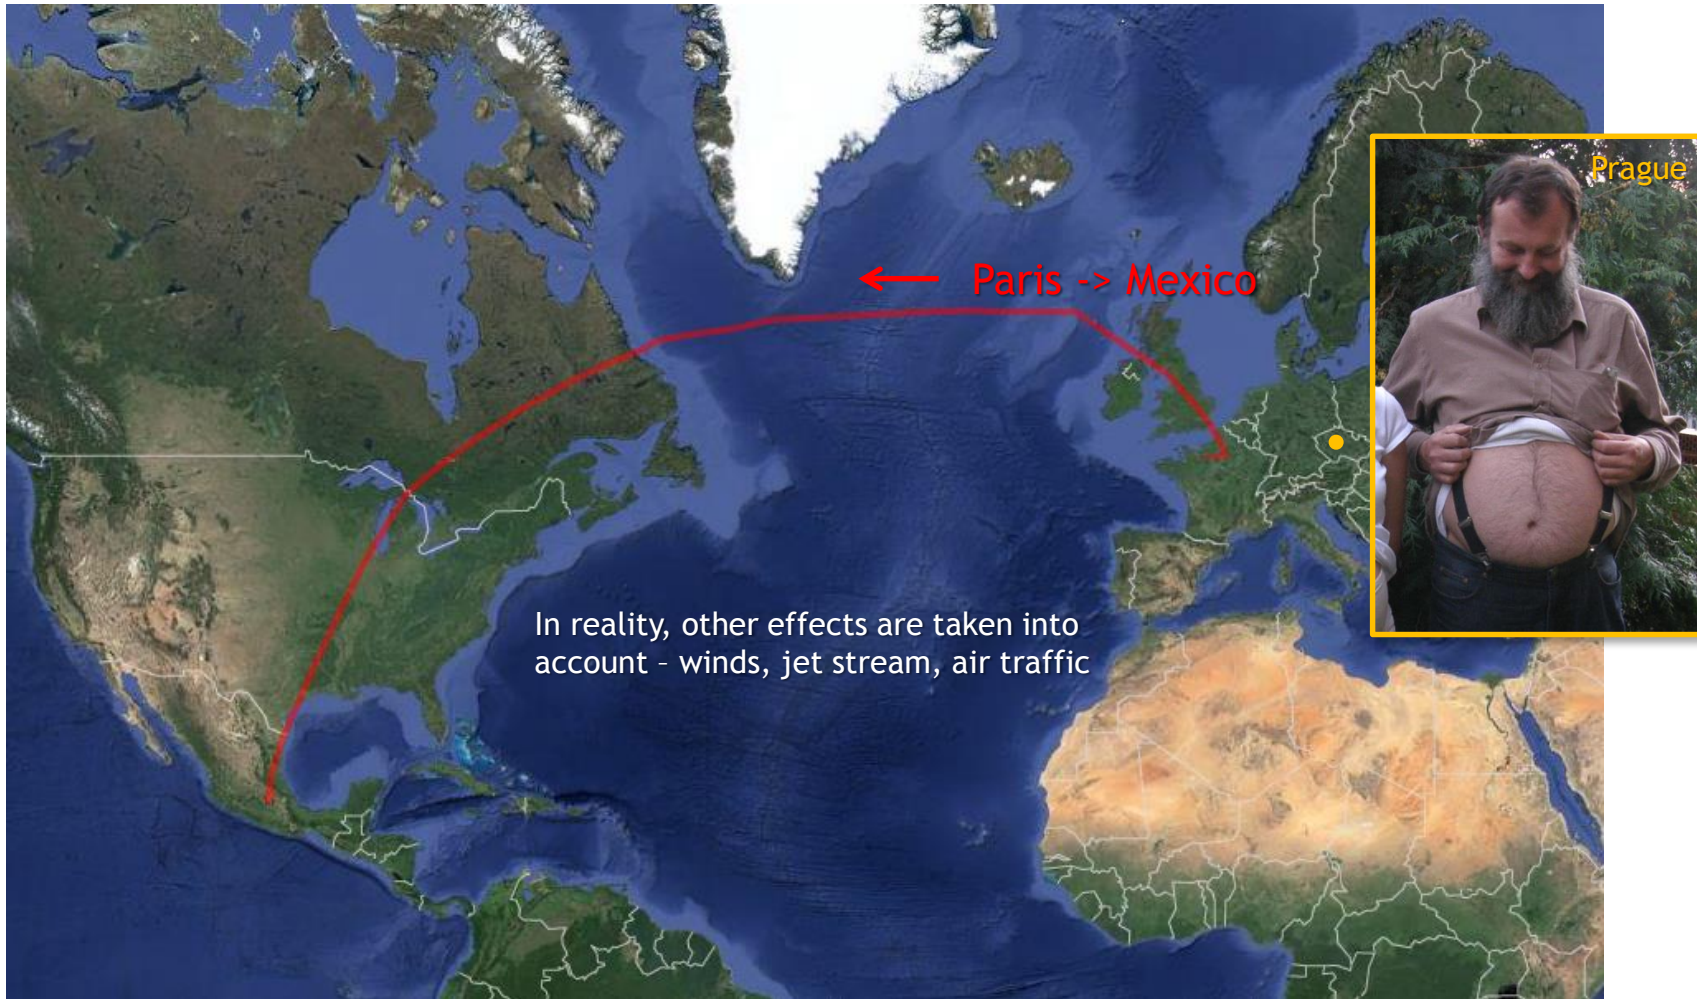 Prague
Paris -> Mexico
In reality, other effects are taken into
account – winds, jet stream, air traffic